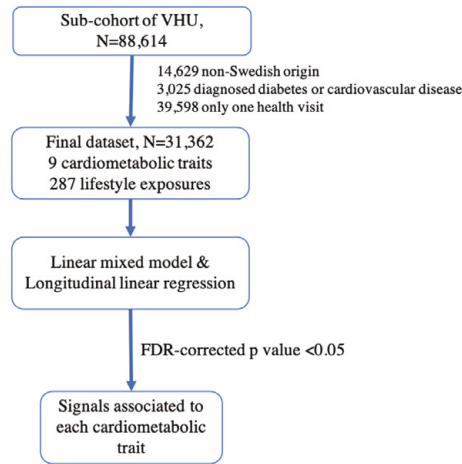 Sub-cohort of VHU,
N=88,614
14,629 non-Swedish origin
3,025 diagnosed diabetes or cardiovascular disease
39,598 only one health visit
Final dataset, N=31,362
9 cardiometabolic traits
287 lifestyle exposures
Linear mixed model &
Longitudinal linear regression
FDR-corrected p value <0.05
Signals associated to
each cardiometabolic
trait